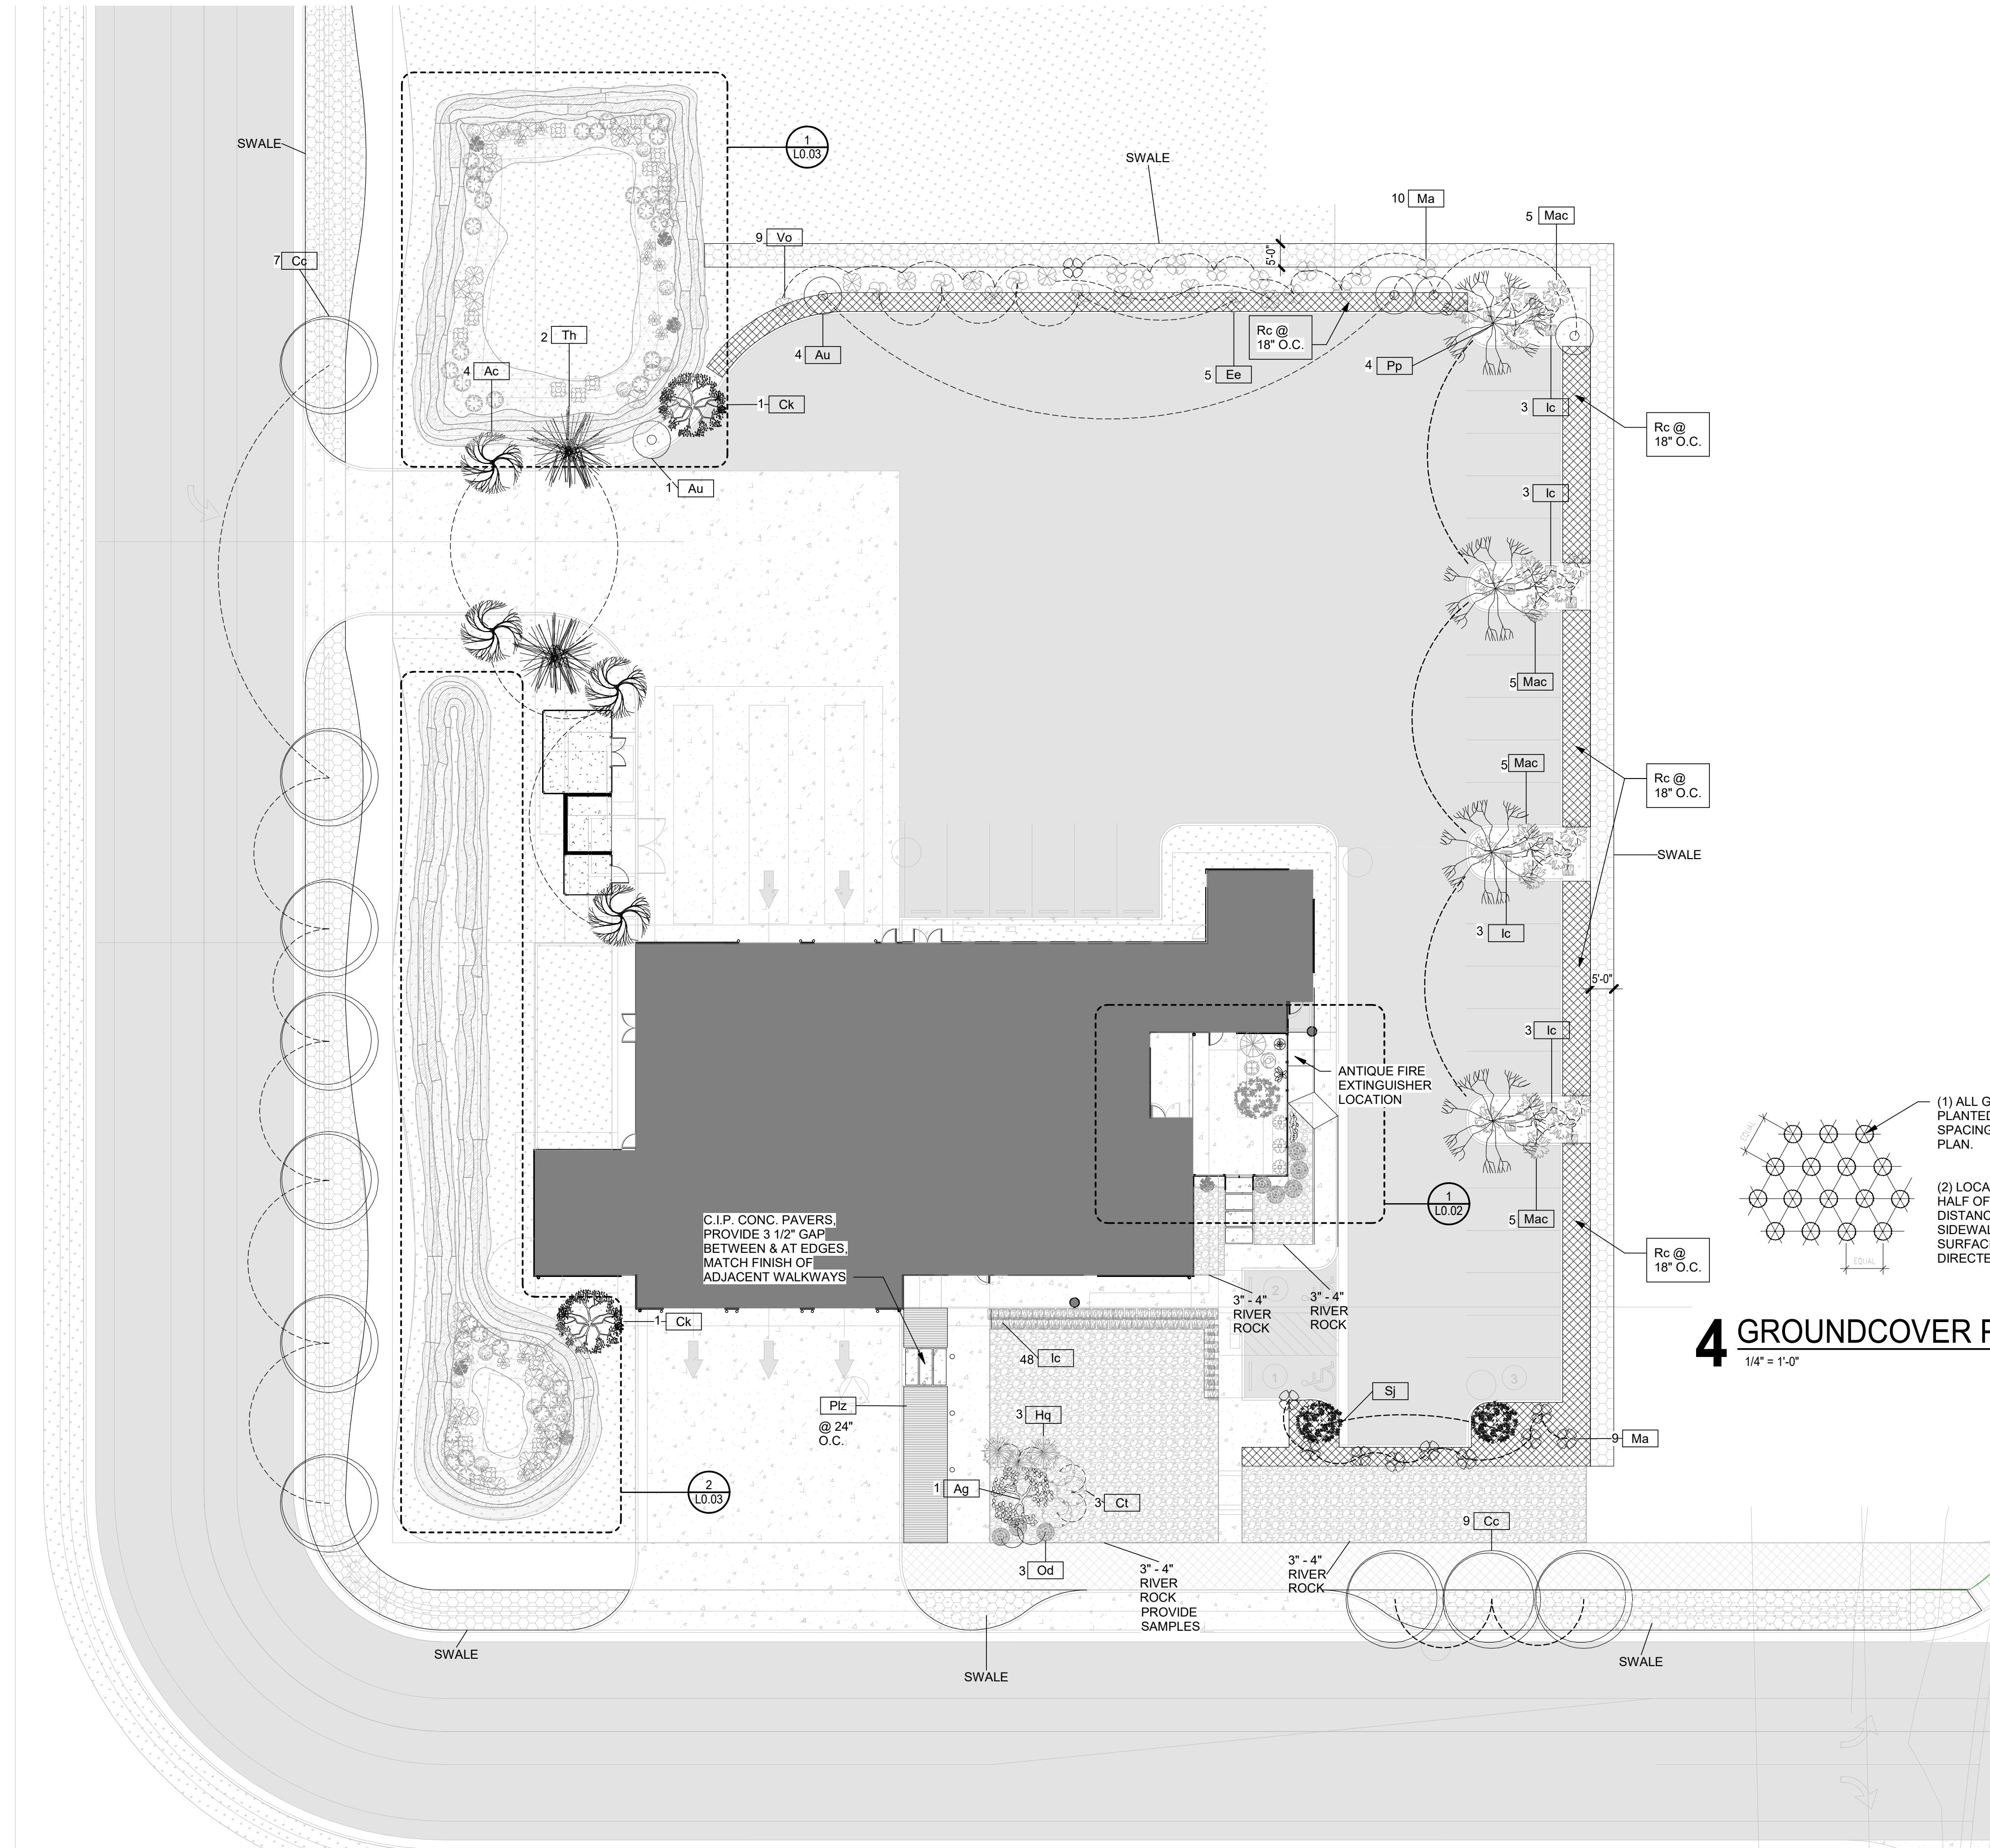 SWALE
1
L0.03
SWALE
10 Ma
5 Mac
9 Vo
5'-0"
7 Cc
2 Th
4 Ac
4 Au
Rc @
18" O.C.
5 Ee
4 Pp
1 Ck
3 Ic
Rc @
18" O.C.
1 Au
3 Ic
5 Mac
5 Mac
Rc @
18" O.C.
SWALE
3 Ic
5'-0"
3 Ic
ANTIQUE FIRE
EXTINGUISHER
LOCATION
1
L0.02
5 Mac
Rc @
18" O.C.
C.I.P. CONC. PAVERS,
PROVIDE 3 1/2" GAP
BETWEEN & AT EDGES,
MATCH FINISH OF
ADJACENT WALKWAYS
3" - 4"
RIVER
ROCK
3" - 4"
RIVER
ROCK
2
1
3
1 Ck
48 Ic
Plz
@ 24"
O.C.
Sj
3 Hq
9 Ma
1 Ag
3 Ct
2
L0.03
9 Cc
3 Od
3" - 4"
RIVER
ROCK
PROVIDE
SAMPLES
3" - 4"
RIVER
ROCK
SWALE
SWALE
SWALE
EQUAL
EQUAL
(1) ALL G
PLANTED
SPACING
PLAN.
(2) LOCA
HALF OF
DISTANC
SIDEWAL
SURFAC
DIRECTE
4 GROUNDCOVER
1/4" = 1'-0"